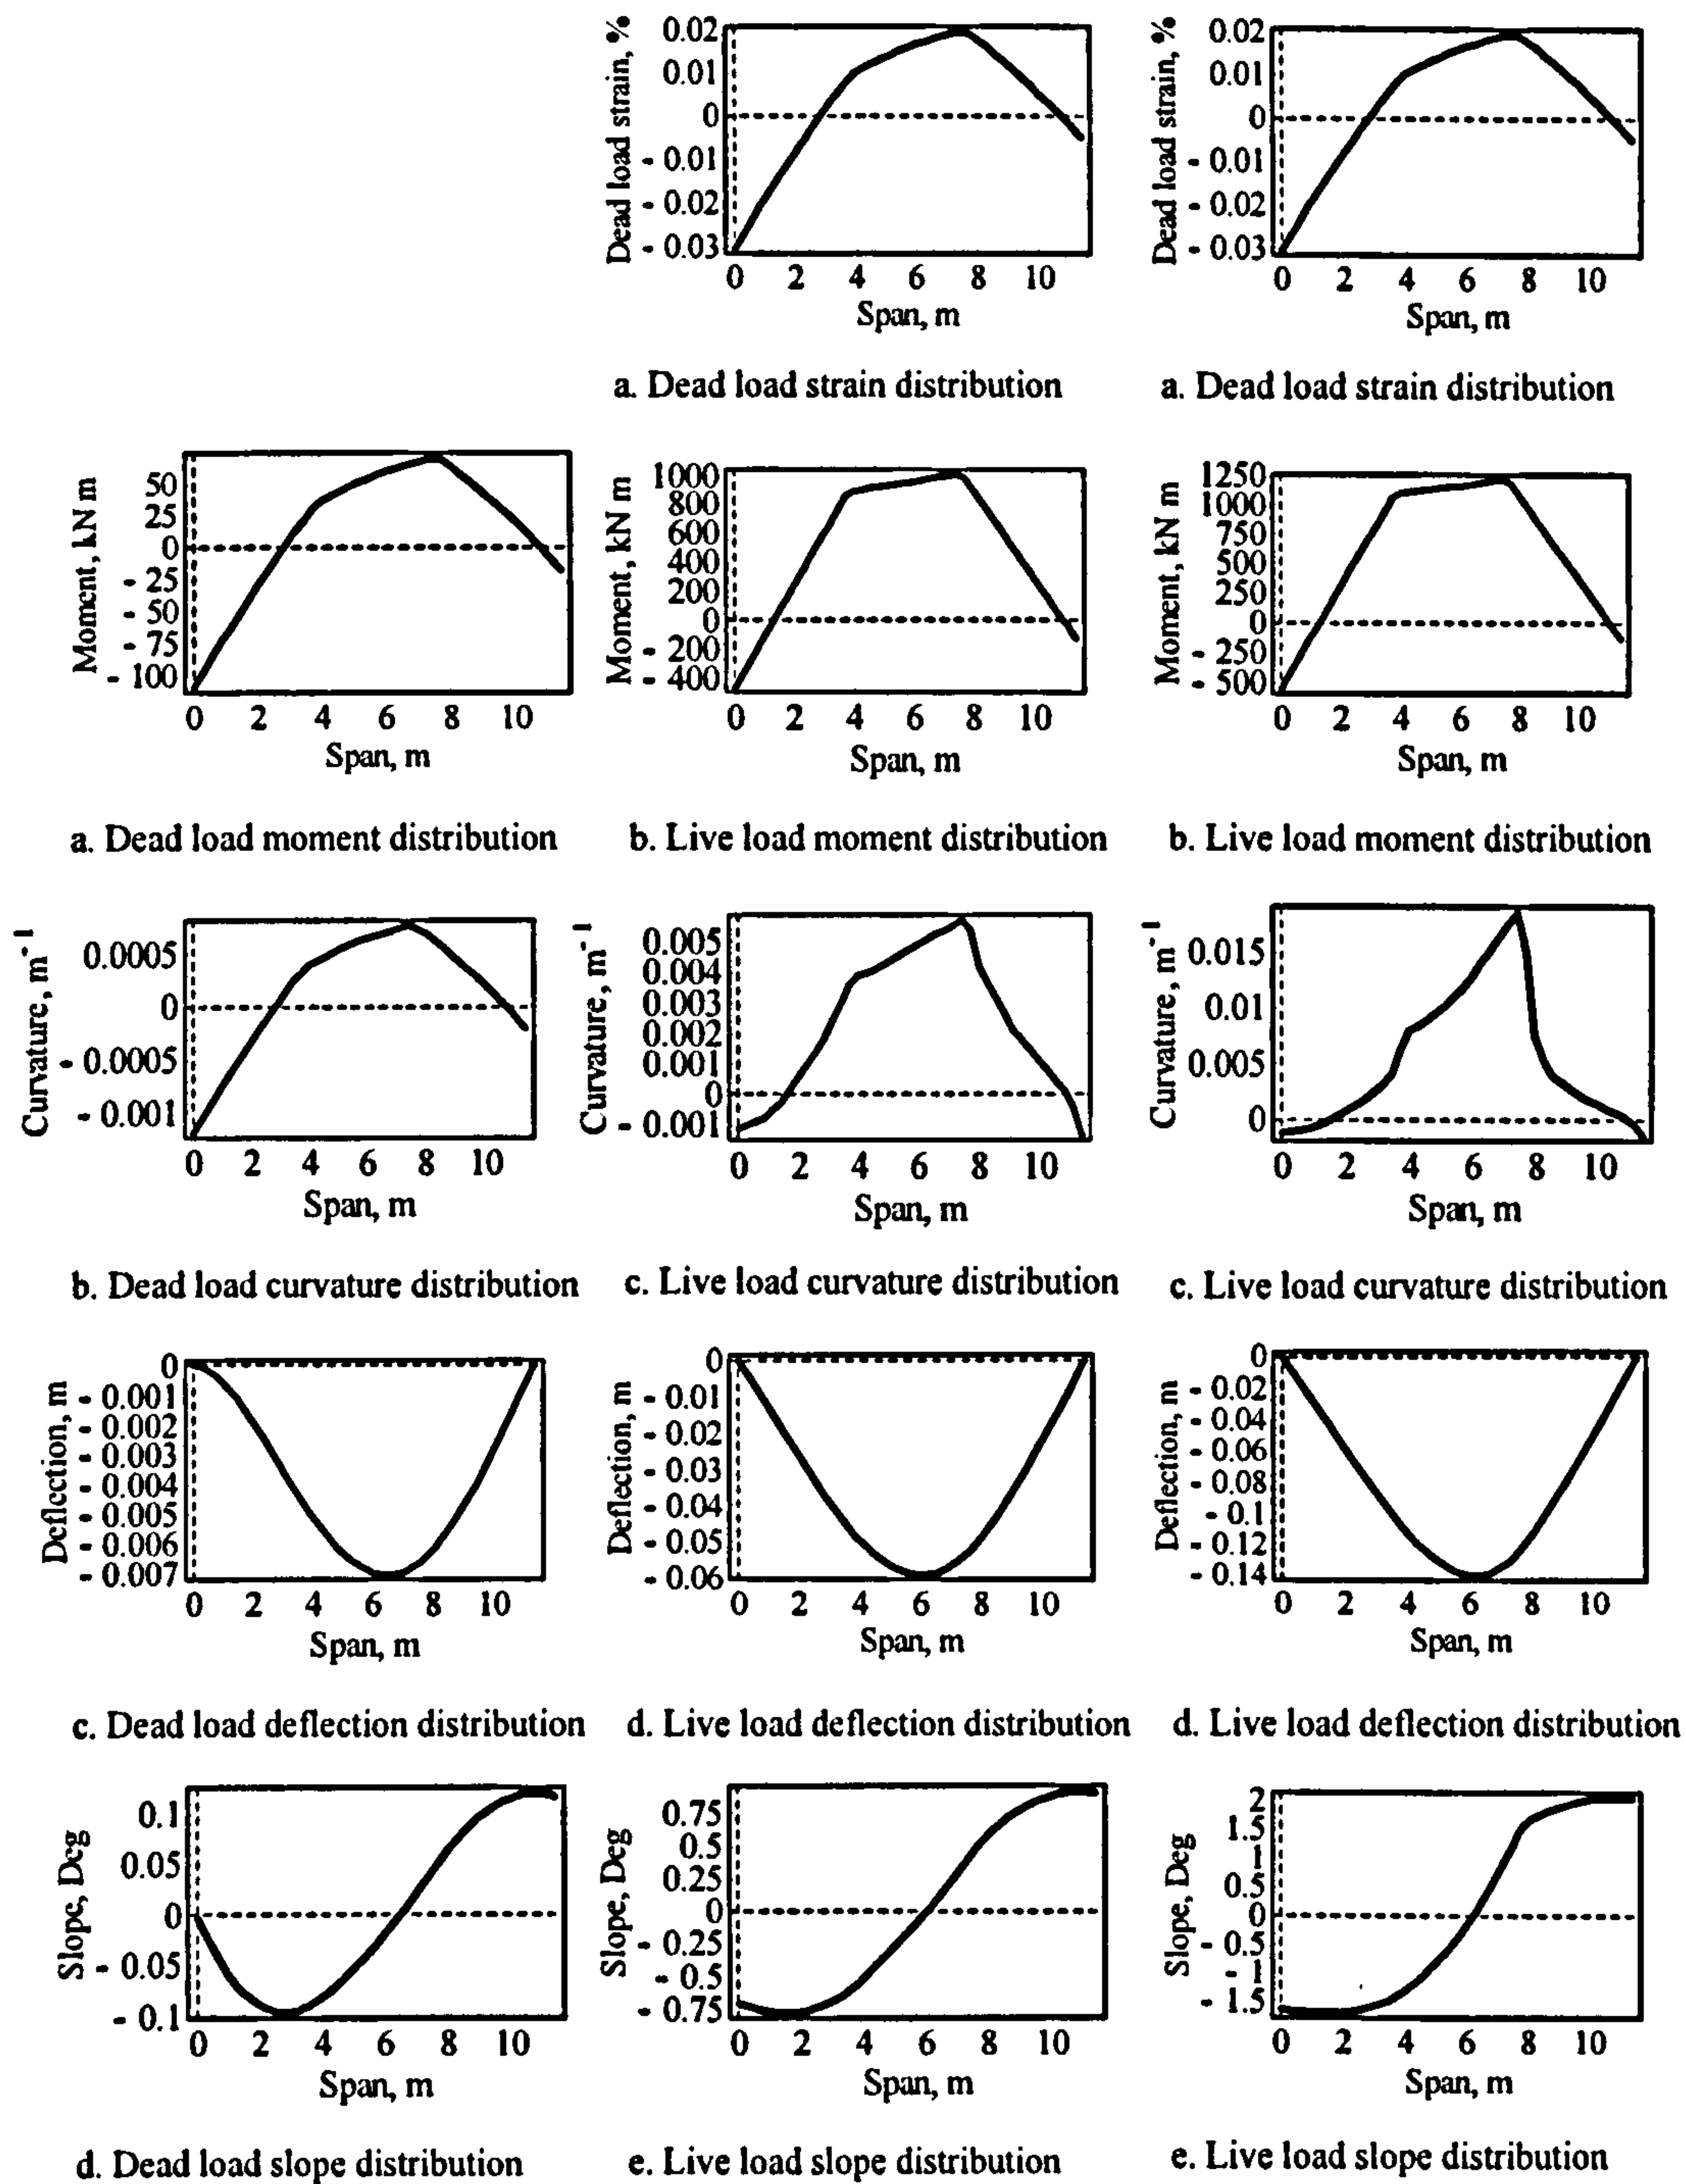 Dead load strain, %
0.02
0.01
0
- 0.01
- 0.02
- 0.03
0 2 4 6 8 10
Span, m
a. Dead load strain distribution
Dead load strain, %
0.02
0.01
0
- 0.01
- 0.02
- 0.03
0 2 4 6 8 10
Span, m
a. Dead load strain distribution
Moment, kN m
50
25
0
- 25
- 50
- 75
- 100
0 2 4 6 8 10
Span, m
a. Dead load moment distribution
Moment, kN m
1000
800
600
400
200
0
- 200
- 400
0 2 4 6 8 10
Span, m
b. Live load moment distribution
Moment, kN m
1250
1000
750
500
250
0
- 250
- 500
0 2 4 6 8 10
Span, m
b. Live load moment distribution
Curvature, m-1
0.0005
0
- 0.0005
- 0.001
0 2 4 6 8 10
Span, m
b. Dead load curvature distribution
Curvature, m-1
0.005
0.004
0.003
0.002
0.001
0
- 0.001
0 2 4 6 8 10
Span, m
c. Live load curvature distribution
Curvature, m-1
0.015
0.01
0.005
0
0 2 4 6 8 10
Span, m
c. Live load curvature distribution
Deflection, m
0
- 0.001
- 0.002
- 0.003
- 0.004
- 0.005
- 0.006
- 0.007
0 2 4 6 8 10
Span, m
c. Dead load deflection distribution
Deflection, m
0
- 0.01
- 0.02
- 0.03
- 0.04
- 0.05
- 0.06
0 2 4 6 8 10
Span, m
d. Live load deflection distribution
Deflection, m
0
- 0.02
- 0.04
- 0.06
- 0.08
- 0.1
- 0.12
- 0.14
0 2 4 6 8 10
Span, m
d. Live load deflection distribution
Slope, Deg
0.1
0.05
0
- 0.05
- 0.1
0 2 4 6 8 10
Span, m
d. Dead load slope distribution
Slope, Deg
0.75
0.5
0.25
0
- 0.25
- 0.5
- 0.75
0 2 4 6 8 10
Span, m
e. Live load slope distribution
Slope, Deg
2
1.5
1
0.5
0
- 0.5
- 1
- 1.5
0 2 4 6 8 10
Span, m
e. Live load slope distribution